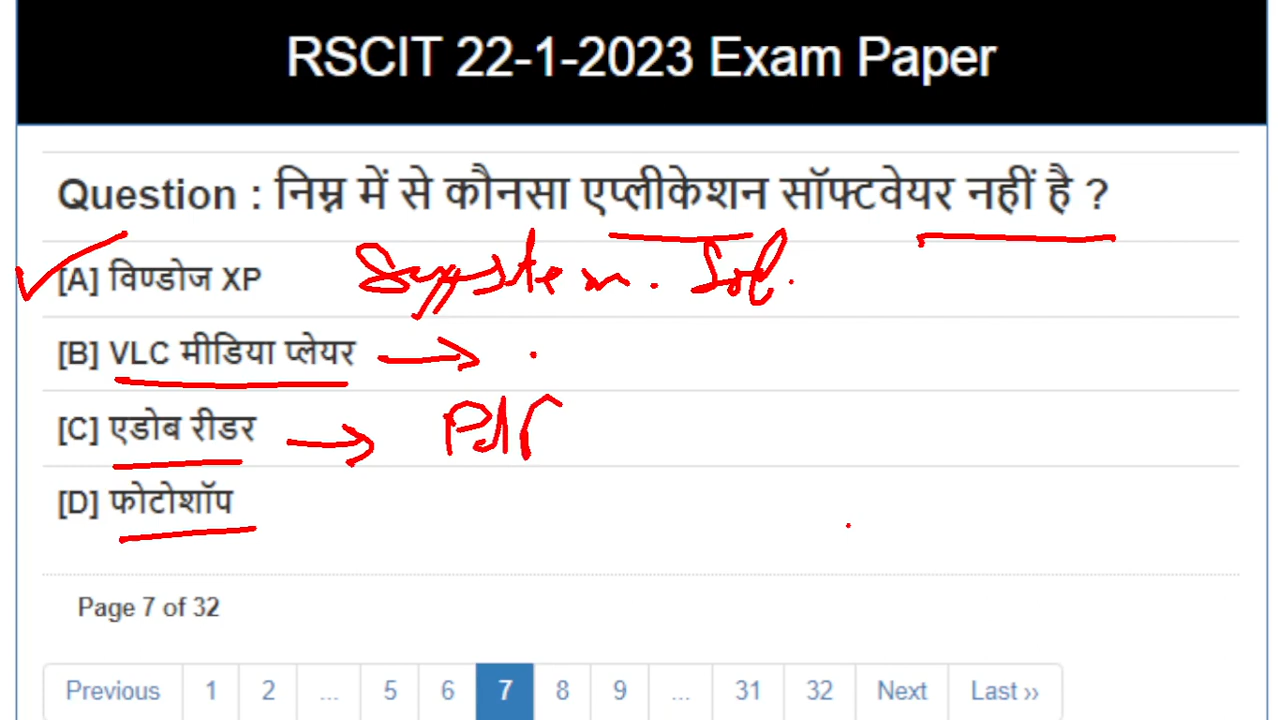 RSCIT 22-1-2023 Exam Paper
Question : निम्न में से कौनसा एप्लीकेशन सॉफ्टवेयर नहीं है ?
[A] विण्डोज XP System. Sof.
[B] VLC मीडिया प्लेयर
[C] एडोब रीडर Pdf
[D] फोटोशॉप
Page 7 of 32
Previous 1 2 ... 5 6 7 8 9 ... 31 32 Next Last ››